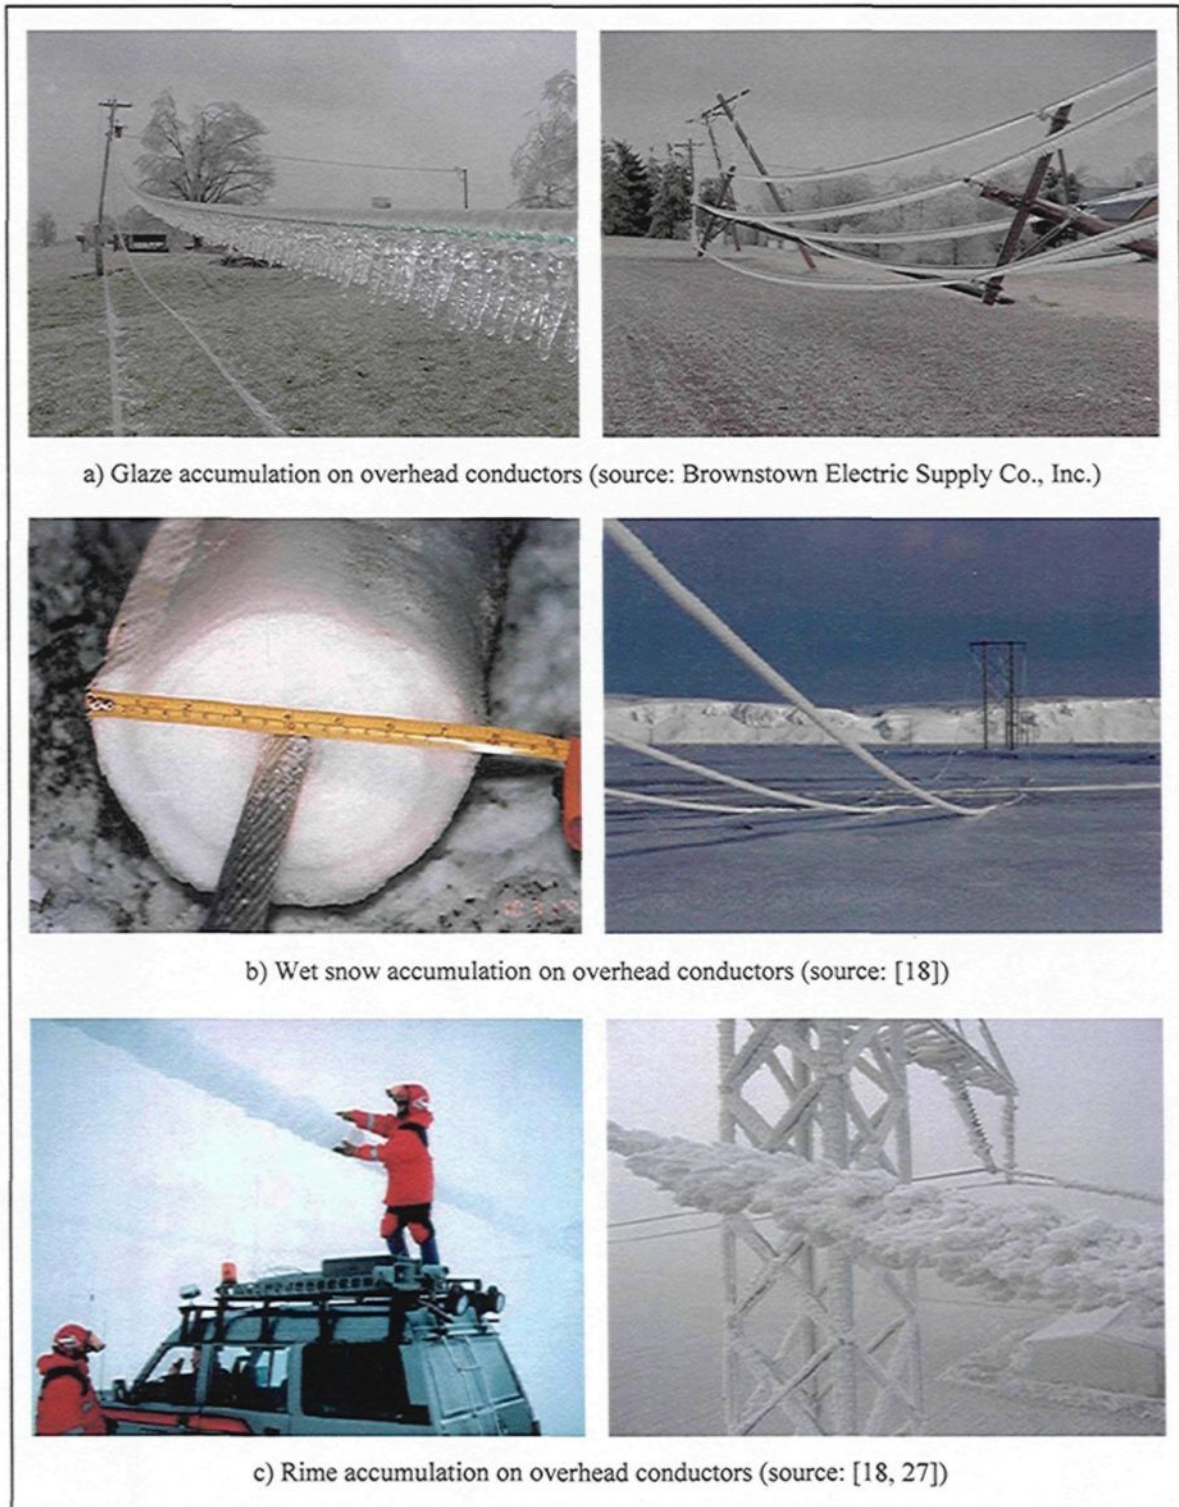 a) Glaze accumulation on overhead conductors (source: Brownstown Electric Supply Co., Inc.)
b) Wet snow accumulation on overhead conductors (source: [18])
c) Rime accumulation on overhead conductors (source: [18, 27])